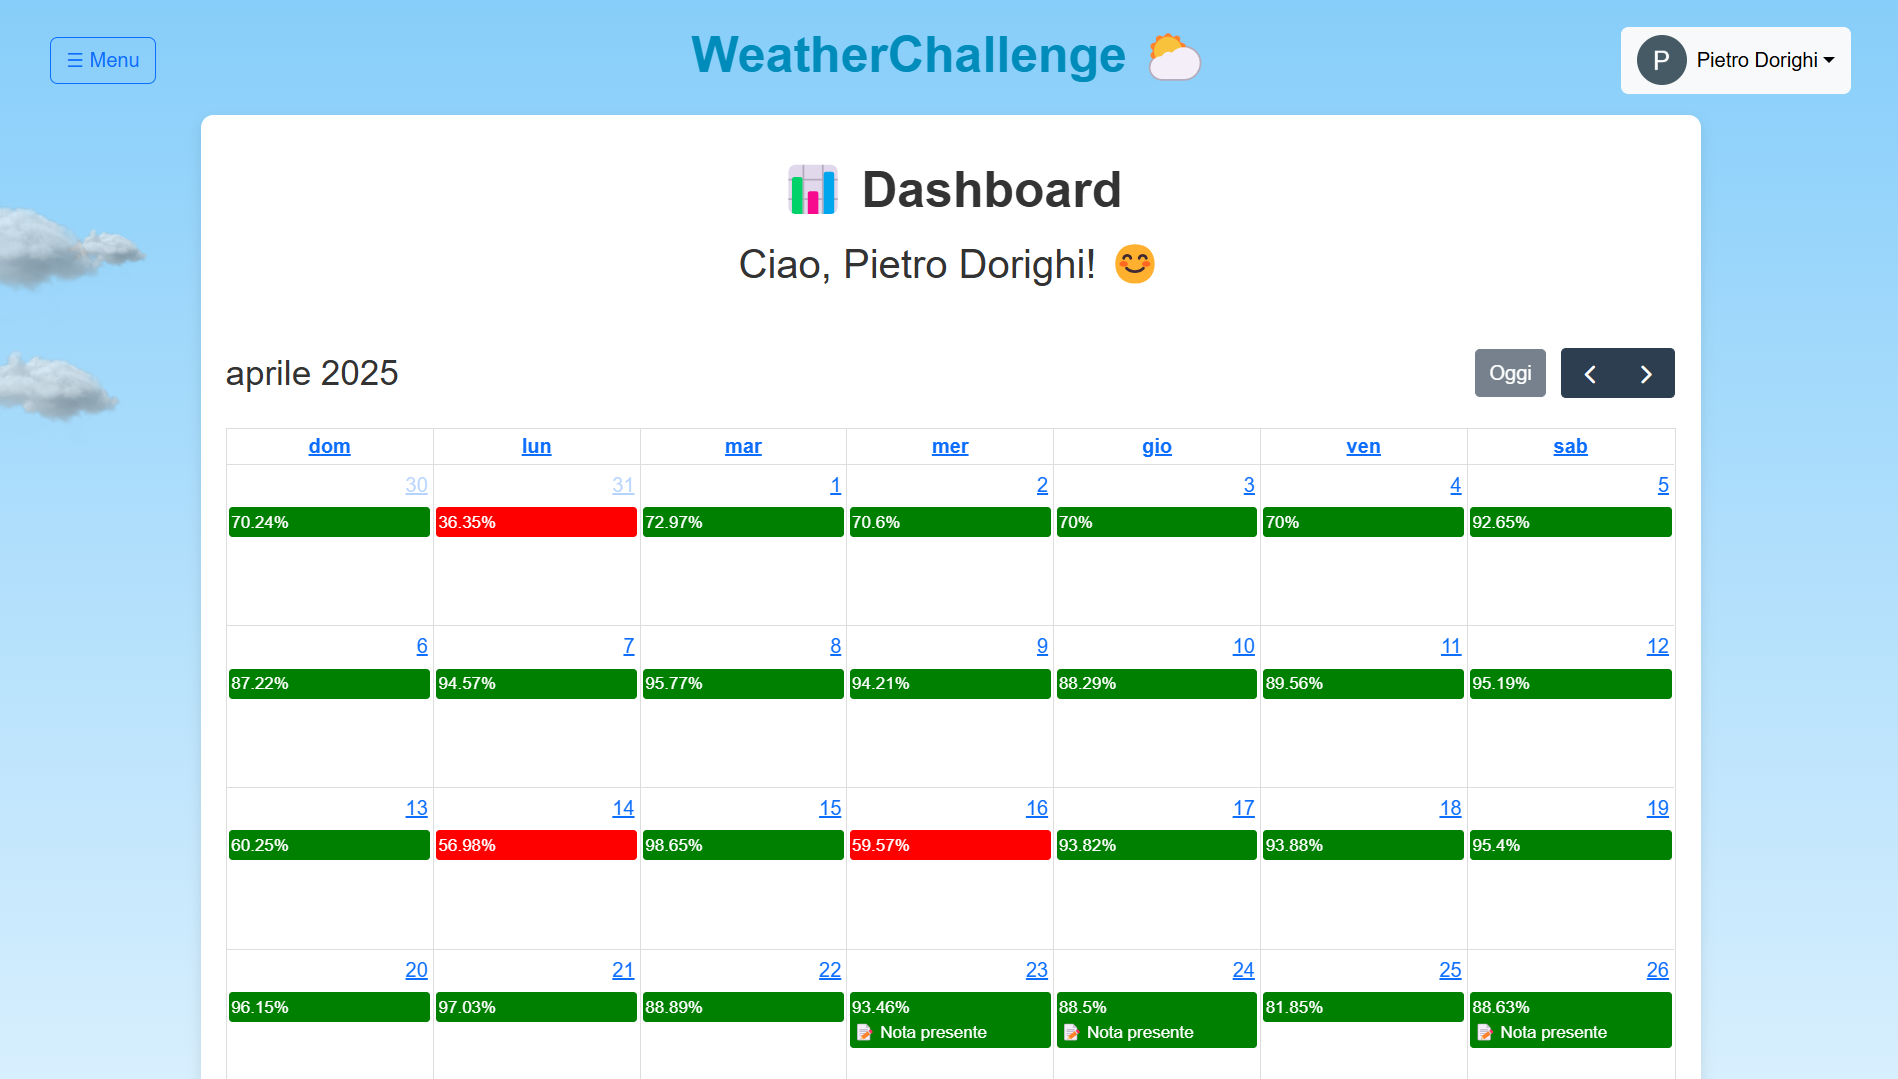 ☰ Menu
WeatherChallenge
P Pietro Dorighi
Dashboard
Ciao, Pietro Dorighi!
aprile 2025
Oggi
dom lun mar mer gio ven sab
30 31 1 2 3 4 5
70.24% 36.35% 72.97% 70.6% 70% 70% 92.65%
6 7 8 9 10 11 12
87.22% 94.57% 95.77% 94.21% 88.29% 89.56% 95.19%
13 14 15 16 17 18 19
60.25% 56.98% 98.65% 59.57% 93.82% 93.88% 95.4%
20 21 22 23 24 25 26
96.15% 97.03% 88.89% 93.46% 88.5% 81.85% 88.63%
Nota presente Nota presente Nota presente